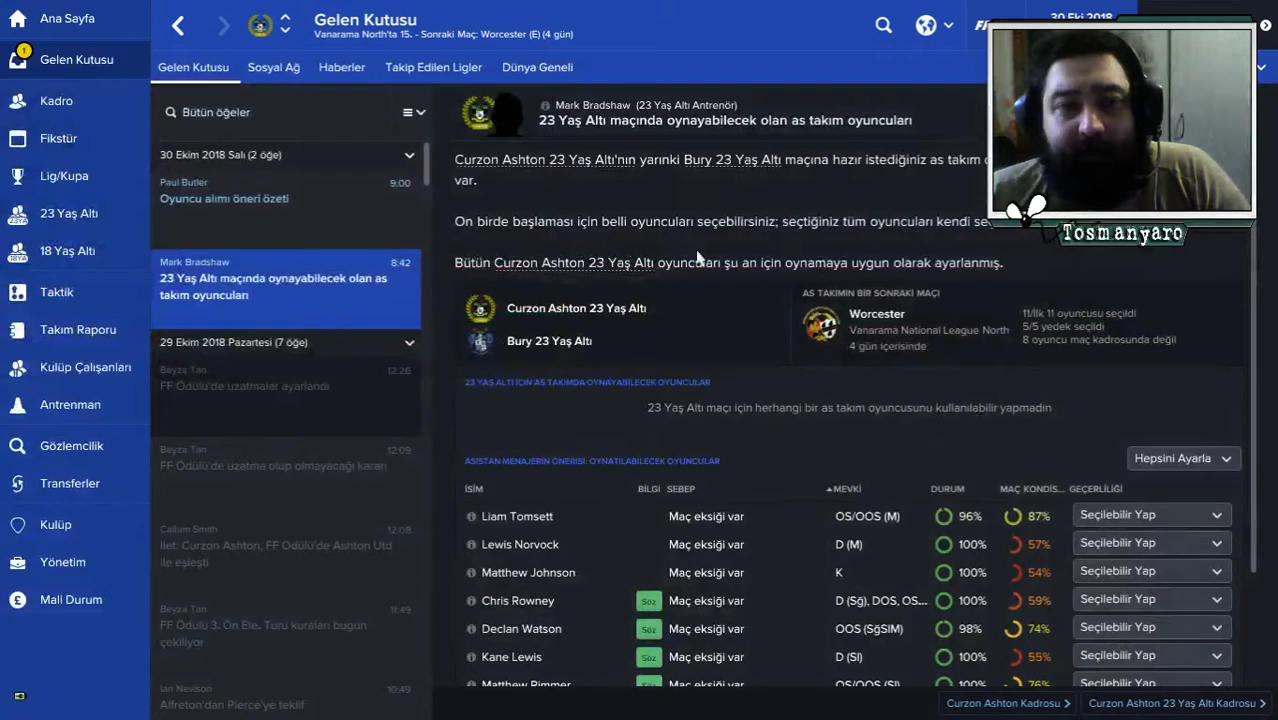 Ana Sayfa
1
Gelen Kutusu
Kadro
Fikstür
Lig/Kupa
23 Yaş Altı
18 Yaş Altı
Taktik
Takım Raporu
Kulüp Çalışanları
Antrenman
Gözlemcilik
Transferler
Kulüp
Yönetim
Mali Durum
Gelen Kutusu
Vanarama North'ta 15. - Sonraki Maç: Worcester (E) (4 gün)
30 Eki 2018
Gelen Kutusu Sosyal Ağ Haberler Takip Edilen Ligler Dünya Geneli
Bütün öğeler
30 Ekim 2018 Salı (2 öğe)
Paul Butler 9:00
Oyuncu alımı öneri özeti
Mark Bradshaw 8:42
23 Yaş Altı maçında oynayabilecek olan as
takım oyuncuları
29 Ekim 2018 Pazartesi (7 öğe)
Beyza Tan 12:26
FF Ödülü'de uzatmalar ayarlandı
Beyza Tan 12:09
FF Ödülü'de uzatma olup olmayacağı kararı
Callum Smith 12:08
İlet: Curzon Ashton, FF Ödülü'de Ashton Utd
ile eşleşti
Beyza Tan 11:49
FF Ödülü 3. Ön Ele. Turu kuraları bugün
çekiliyor
Ian Nevison 10:49
Alfreton'dan Pierce'ye teklif
Mark Bradshaw (23 Yaş Altı Antrenör)
23 Yaş Altı maçında oynayabilecek olan as takım oyuncuları
Curzon Ashton 23 Yaş Altı'nın yarınki Bury 23 Yaş Altı maçına hazır istediğiniz as takım
var.
On birde başlaması için belli oyuncuları seçebilirsiniz; seçtiğiniz tüm oyuncuları kendi
Bütün Curzon Ashton 23 Yaş Altı oyuncuları şu an için oynamaya uygun olarak ayarlanmış.
Curzon Ashton 23 Yaş Altı
Bury 23 Yaş Altı
AS TAKIMIN BİR SONRAKİ MAÇI
Worcester
Vanarama National League North
4 gün içerisinde
11/İlk 11 oyuncusu seçildi
5/5 yedek seçildi
8 oyuncu maç kadrosunda değil
23 YAŞ ALTI İÇİN AS TAKIMDA OYNAYABİLECEK OYUNCULAR
23 Yaş Altı maçı için herhangi bir as takım oyuncusunu kullanılabilir yapmadın
ASİSTAN MENAJERİN ÖNERİSİ: OYNATILABİLECEK OYUNCULAR
Hepsini Ayarla
İSİM BİLGİ SEBEP MEVKİ DURUM MAÇ KONDİS... GEÇERLİLİĞİ
Liam Tomsett Maç eksiği var OS/OOS (M) 96% 87% Seçilebilir Yap
Lewis Norvock Maç eksiği var D (M) 100% 57% Seçilebilir Yap
Matthew Johnson Maç eksiği var K 100% 54% Seçilebilir Yap
Chris Rowney Söz Maç eksiği var D (Sğ), DOS, OS... 100% 59% Seçilebilir Yap
Declan Watson Söz Maç eksiği var OOS (SğSlM) 98% 74% Seçilebilir Yap
Kane Lewis Söz Maç eksiği var D (Sl) 100% 55% Seçilebilir Yap
Matthew Rimmer Söz Maç eksiği var OS/OOS (Sl) 100% 76% Seçilebilir Yap
Curzon Ashton Kadrosu Curzon Ashton 23 Yaş Altı Kadrosu
Tosmanyaro